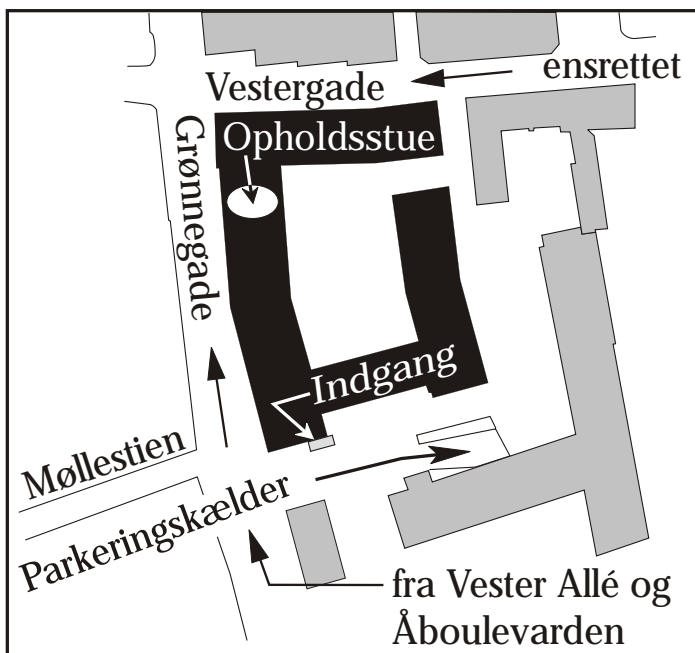 ensrettet
Vestergade
Opholdsstue
Grønnegade
Indgang
Møllestien
Parkeringskælder
fra Vester Allé og
Åboulevarden